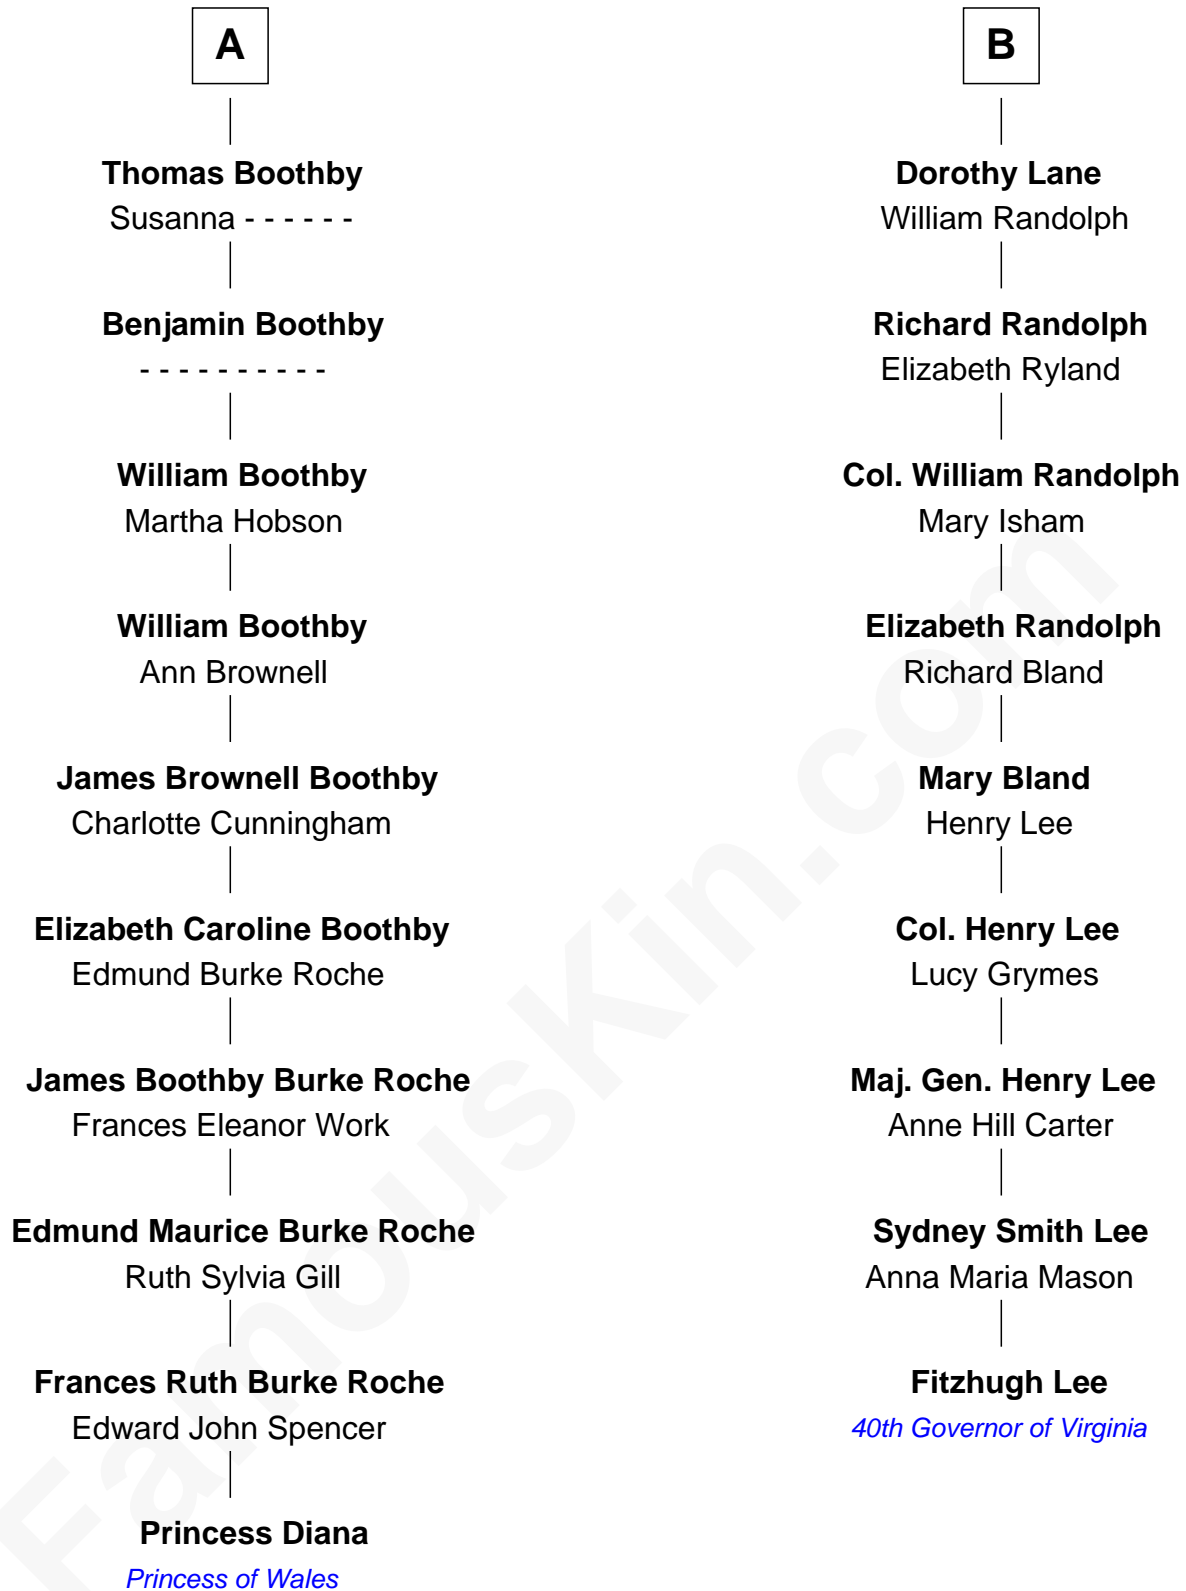 A
Thomas Boothby
Susanna - - - - - -
Benjamin Boothby
- - - - - - - - - -
William Boothby
Martha Hobson
William Boothby
Ann Brownell
James Brownell Boothby
Charlotte Cunningham
Elizabeth Caroline Boothby
Edmund Burke Roche
James Boothby Burke Roche
Frances Eleanor Work
Edmund Maurice Burke Roche
Ruth Sylvia Gill
Frances Ruth Burke Roche
Edward John Spencer
Princess Diana
Princess of Wales
B
Dorothy Lane
William Randolph
Richard Randolph
Elizabeth Ryland
Col. William Randolph
Mary Isham
Elizabeth Randolph
Richard Bland
Mary Bland
Henry Lee
Col. Henry Lee
Lucy Grymes
Maj. Gen. Henry Lee
Anne Hill Carter
Sydney Smith Lee
Anna Maria Mason
Fitzhugh Lee
40th Governor of Virginia
FamousKin.com